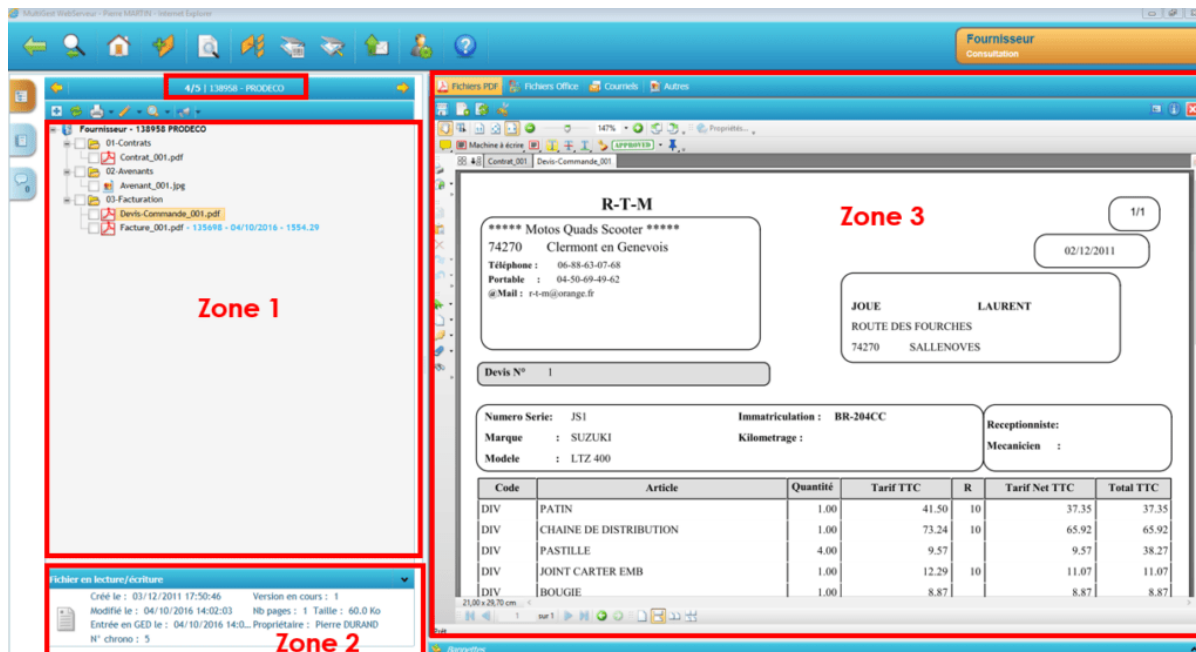 MultiGest WebServeur - Pierre MARTIN - Internet Explorer
Fournisseur
Consultation
4/5 | 138958 - PRODECO
Fournisseur - 138958 PRODECO
01-Contrats
Contrat_001.pdf
02-Avenants
Avenant_001.jpg
03-Facturation
Devis-Commande_001.pdf
Facture_001.pdf - 135698 - 04/10/2016 - 1554.29
Zone 1
Fichier en lecture/écriture
Créé le : 03/12/2011 17:50:46 Version en cours : 1
Modifié le : 04/10/2016 14:02:03 Nb pages : 1 Taille : 60.0 Ko
Entrée en GED le : 04/10/2016 14:0... Propriétaire : Pierre DURAND
N° chrono : 5
Zone 2
Fichiers PDF Fichiers Office Courriels Autres
147% Propriétés...
Machine à écrire APPROVED
Contrat_001 Devis-Commande_001
Zone 3
R-T-M
***** Motos Quads Scooter *****
74270 Clermont en Genevois
Téléphone : 06-88-63-07-68
Portable : 04-50-69-49-62
@Mail : r-t-m@orange.fr
1/1
02/12/2011
JOUE LAURENT
ROUTE DES FOURCHES
74270 SALLENOVES
Devis N° 1
Numero Serie: JS1 Immatriculation : BR-204CC
Marque : SUZUKI Kilometrage :
Modele : LTZ 400
Receptionniste:
Mecanicien :
Code Article Quantité Tarif TTC R Tarif Net TTC Total TTC
DIV PATIN 1.00 41.50 10 37.35 37.35
DIV CHAINE DE DISTRIBUTION 1.00 73.24 10 65.92 65.92
DIV PASTILLE 4.00 9.57 9.57 38.27
DIV JOINT CARTER EMB 1.00 12.29 10 11.07 11.07
DIV BOUGIE 1.00 8.87 8.87 8.87
21,00 x 29,70 cm
1 sur 1
Prêt
Bannettes